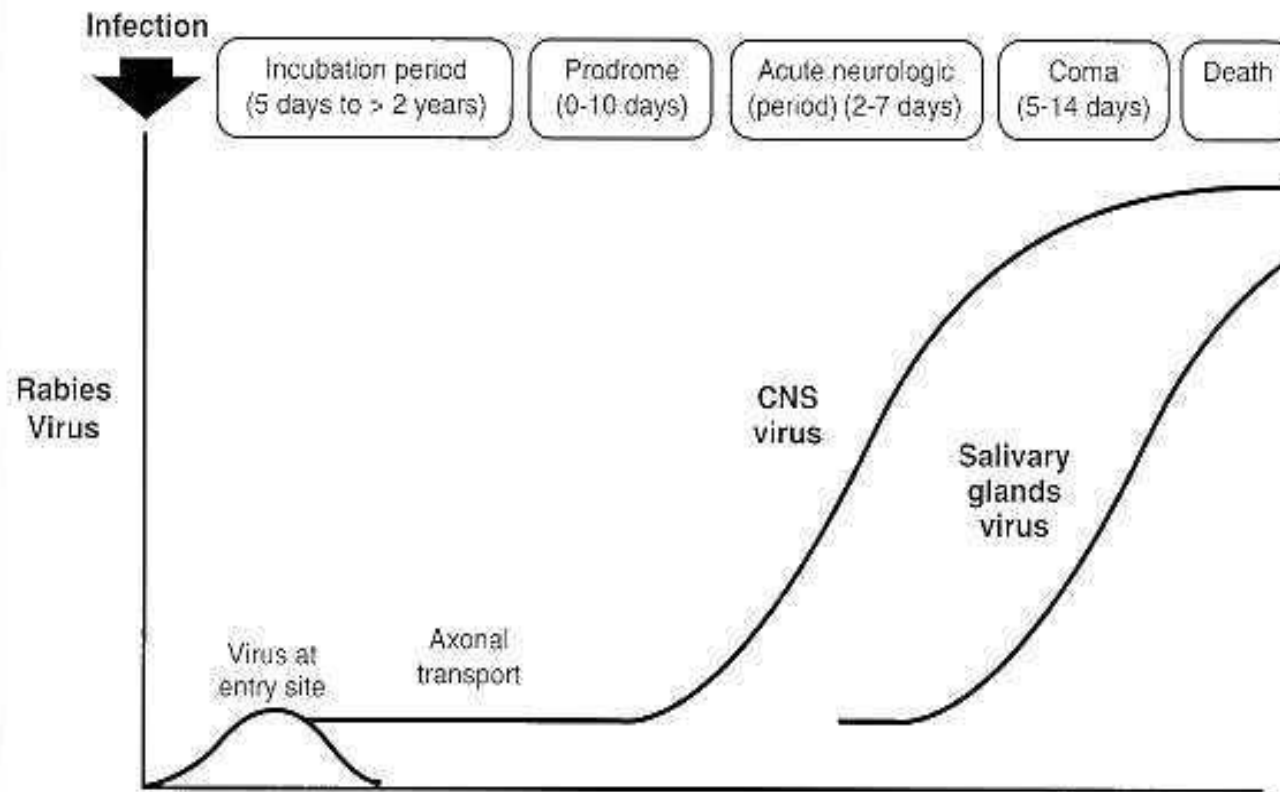 Infection
Incubation period
(5 days to > 2 years)
Prodrome
(0-10 days)
Acute neurologic
(period) (2-7 days)
Coma
(5-14 days)
Death
Rabies
Virus
CNS
virus
Salivary
glands
virus
Virus at
entry site
Axonal
transport